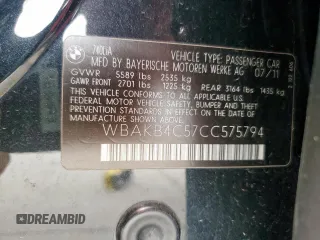 740LiA VEHICLE TYPE: PASSENGER CAR
MFD BY BAYERISCHE MOTOREN WERKE AG 07/11
GVWR 5589 lbs 2535 kg
GAWR FRONT 2701 lbs 1225 kg REAR 3164 lbs 1435 kg
THIS VEHICLE CONFORMS TO ALL APPLICABLE
FEDERAL MOTOR VEHICLE SAFETY, BUMPER, AND
THEFT PREVENTION STANDARDS IN EFFECT ON THE
DATE OF MANUFACTURE SHOWN ABOVE.
WBAKB4C57CC575794
DREAMBID